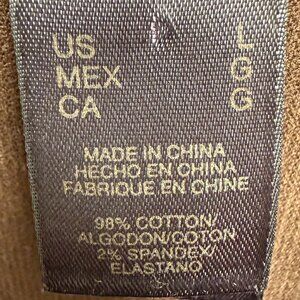 US L
MEX G
CA G
MADE IN CHINA
HECHO EN CHINA
FABRIQUE EN CHINE
98% COTTON/
ALGODON/COTON
2% SPANDEX/
ELASTANO